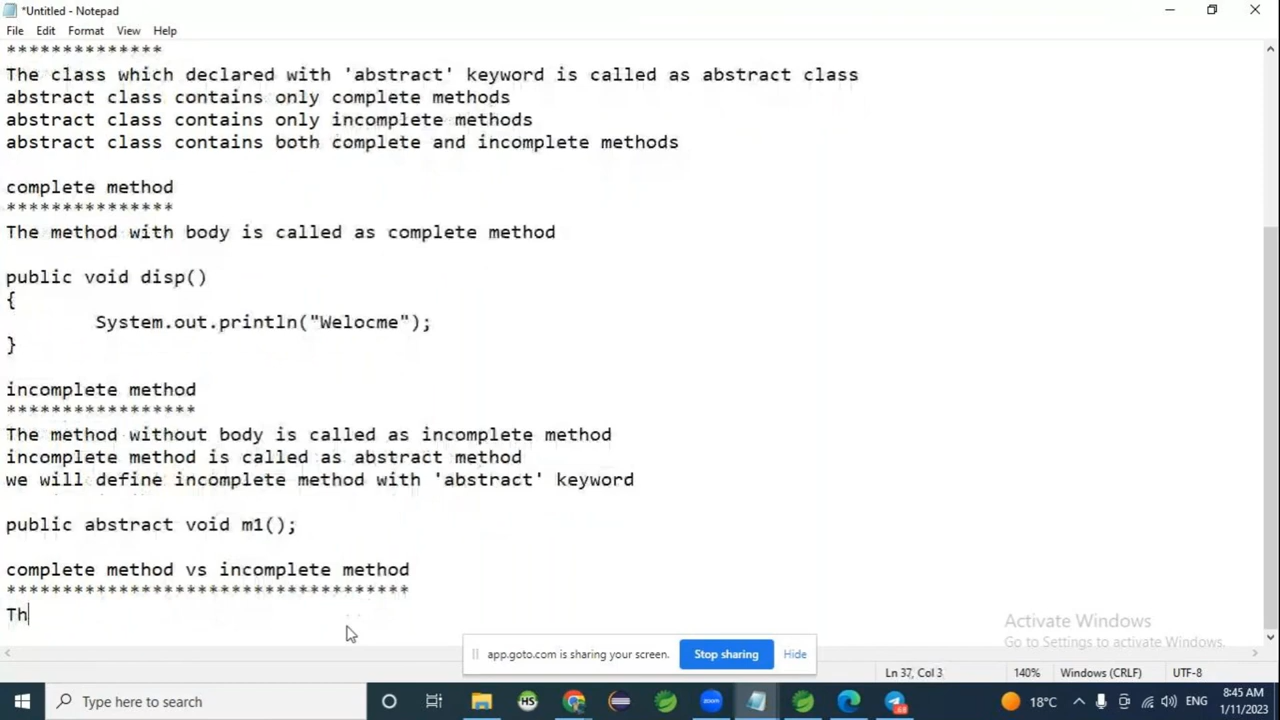 *Untitled - Notepad
File Edit Format View Help
**************
The class which declared with 'abstract' keyword is called as abstract class
abstract class contains only complete methods
abstract class contains only incomplete methods
abstract class contains both complete and incomplete methods
complete method
***************
The method with body is called as complete method
public void disp()
{
System.out.println("Welocme");
}
incomplete method
*****************
The method without body is called as incomplete method
incomplete method is called as abstract method
we will define incomplete method with 'abstract' keyword
public abstract void m1();
complete method vs incomplete method
************************************
Th
Activate Windows
Go to Settings to activate Windows.
app.goto.com is sharing your screen. Stop sharing Hide
Ln 37, Col 3 140% Windows (CRLF) UTF-8
Type here to search HS zoom 18°C ENG 8:45 AM
1/11/2023